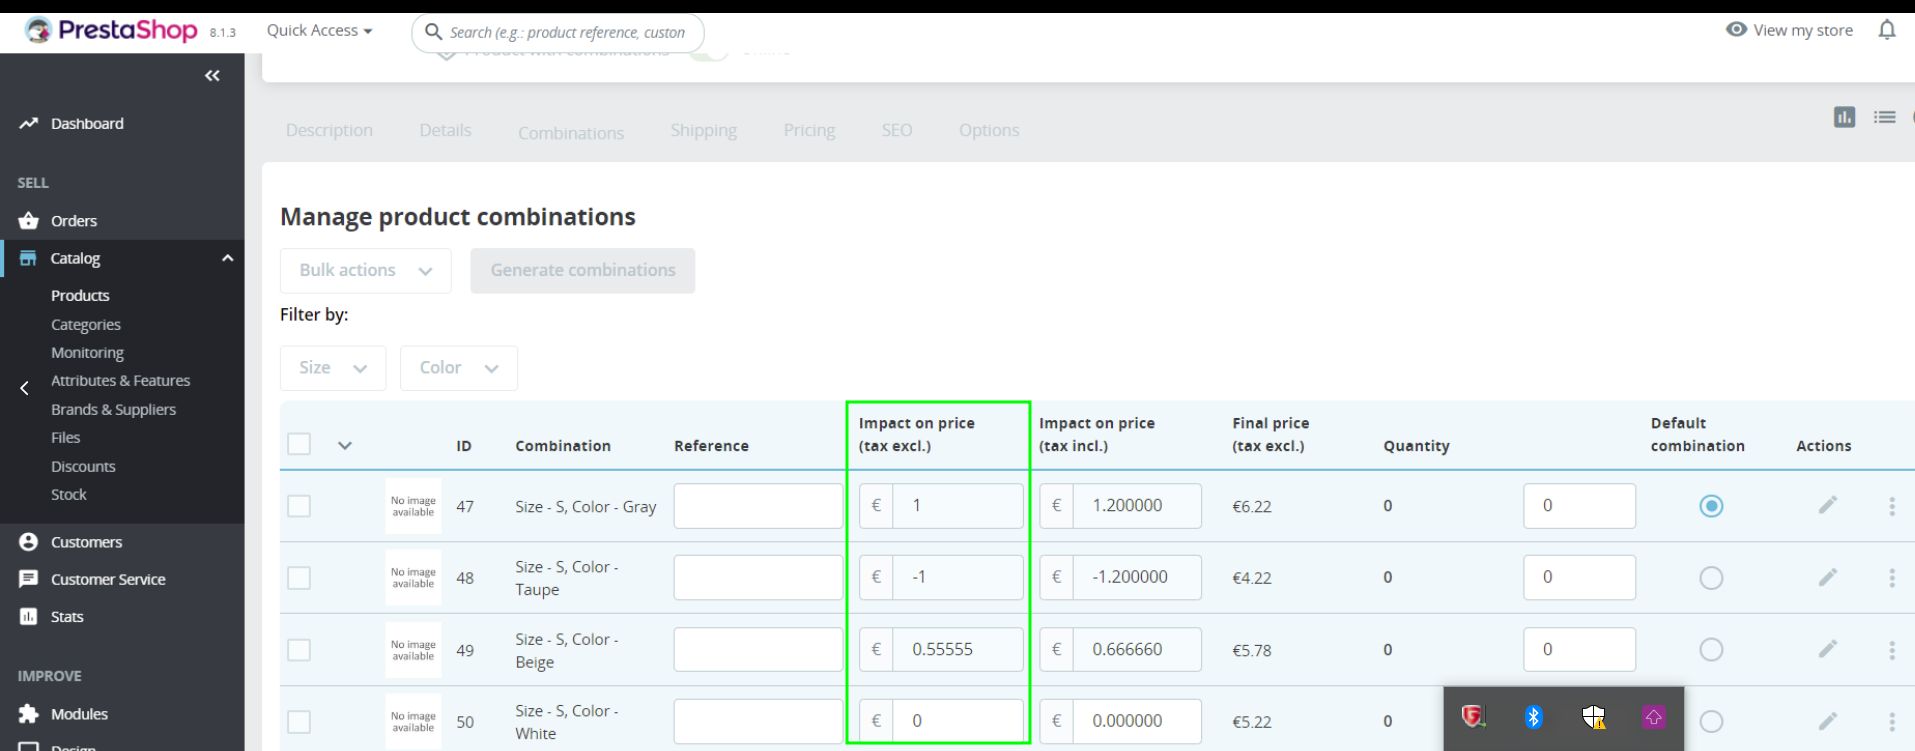 PrestaShop 8.1.3 Quick Access Search (e.g.: product reference, custon View my store
Product with combinations
Dashboard
Description Details Combinations Shipping Pricing SEO Options
SELL
Orders
Catalog
Products
Categories
Monitoring
Attributes & Features
Brands & Suppliers
Files
Discounts
Stock
Customers
Customer Service
Stats
IMPROVE
Modules
Design
Manage product combinations
Bulk actions Generate combinations
Filter by:
Size Color
ID Combination Reference Impact on price (tax excl.) Impact on price (tax incl.) Final price (tax excl.) Quantity Default combination Actions
No image available 47 Size - S, Color - Gray € 1 € 1.200000 €6.22 0 0
No image available 48 Size - S, Color - Taupe € -1 € -1.200000 €4.22 0 0
No image available 49 Size - S, Color - Beige € 0.55555 € 0.666660 €5.78 0 0
No image available 50 Size - S, Color - White € 0 € 0.000000 €5.22 0